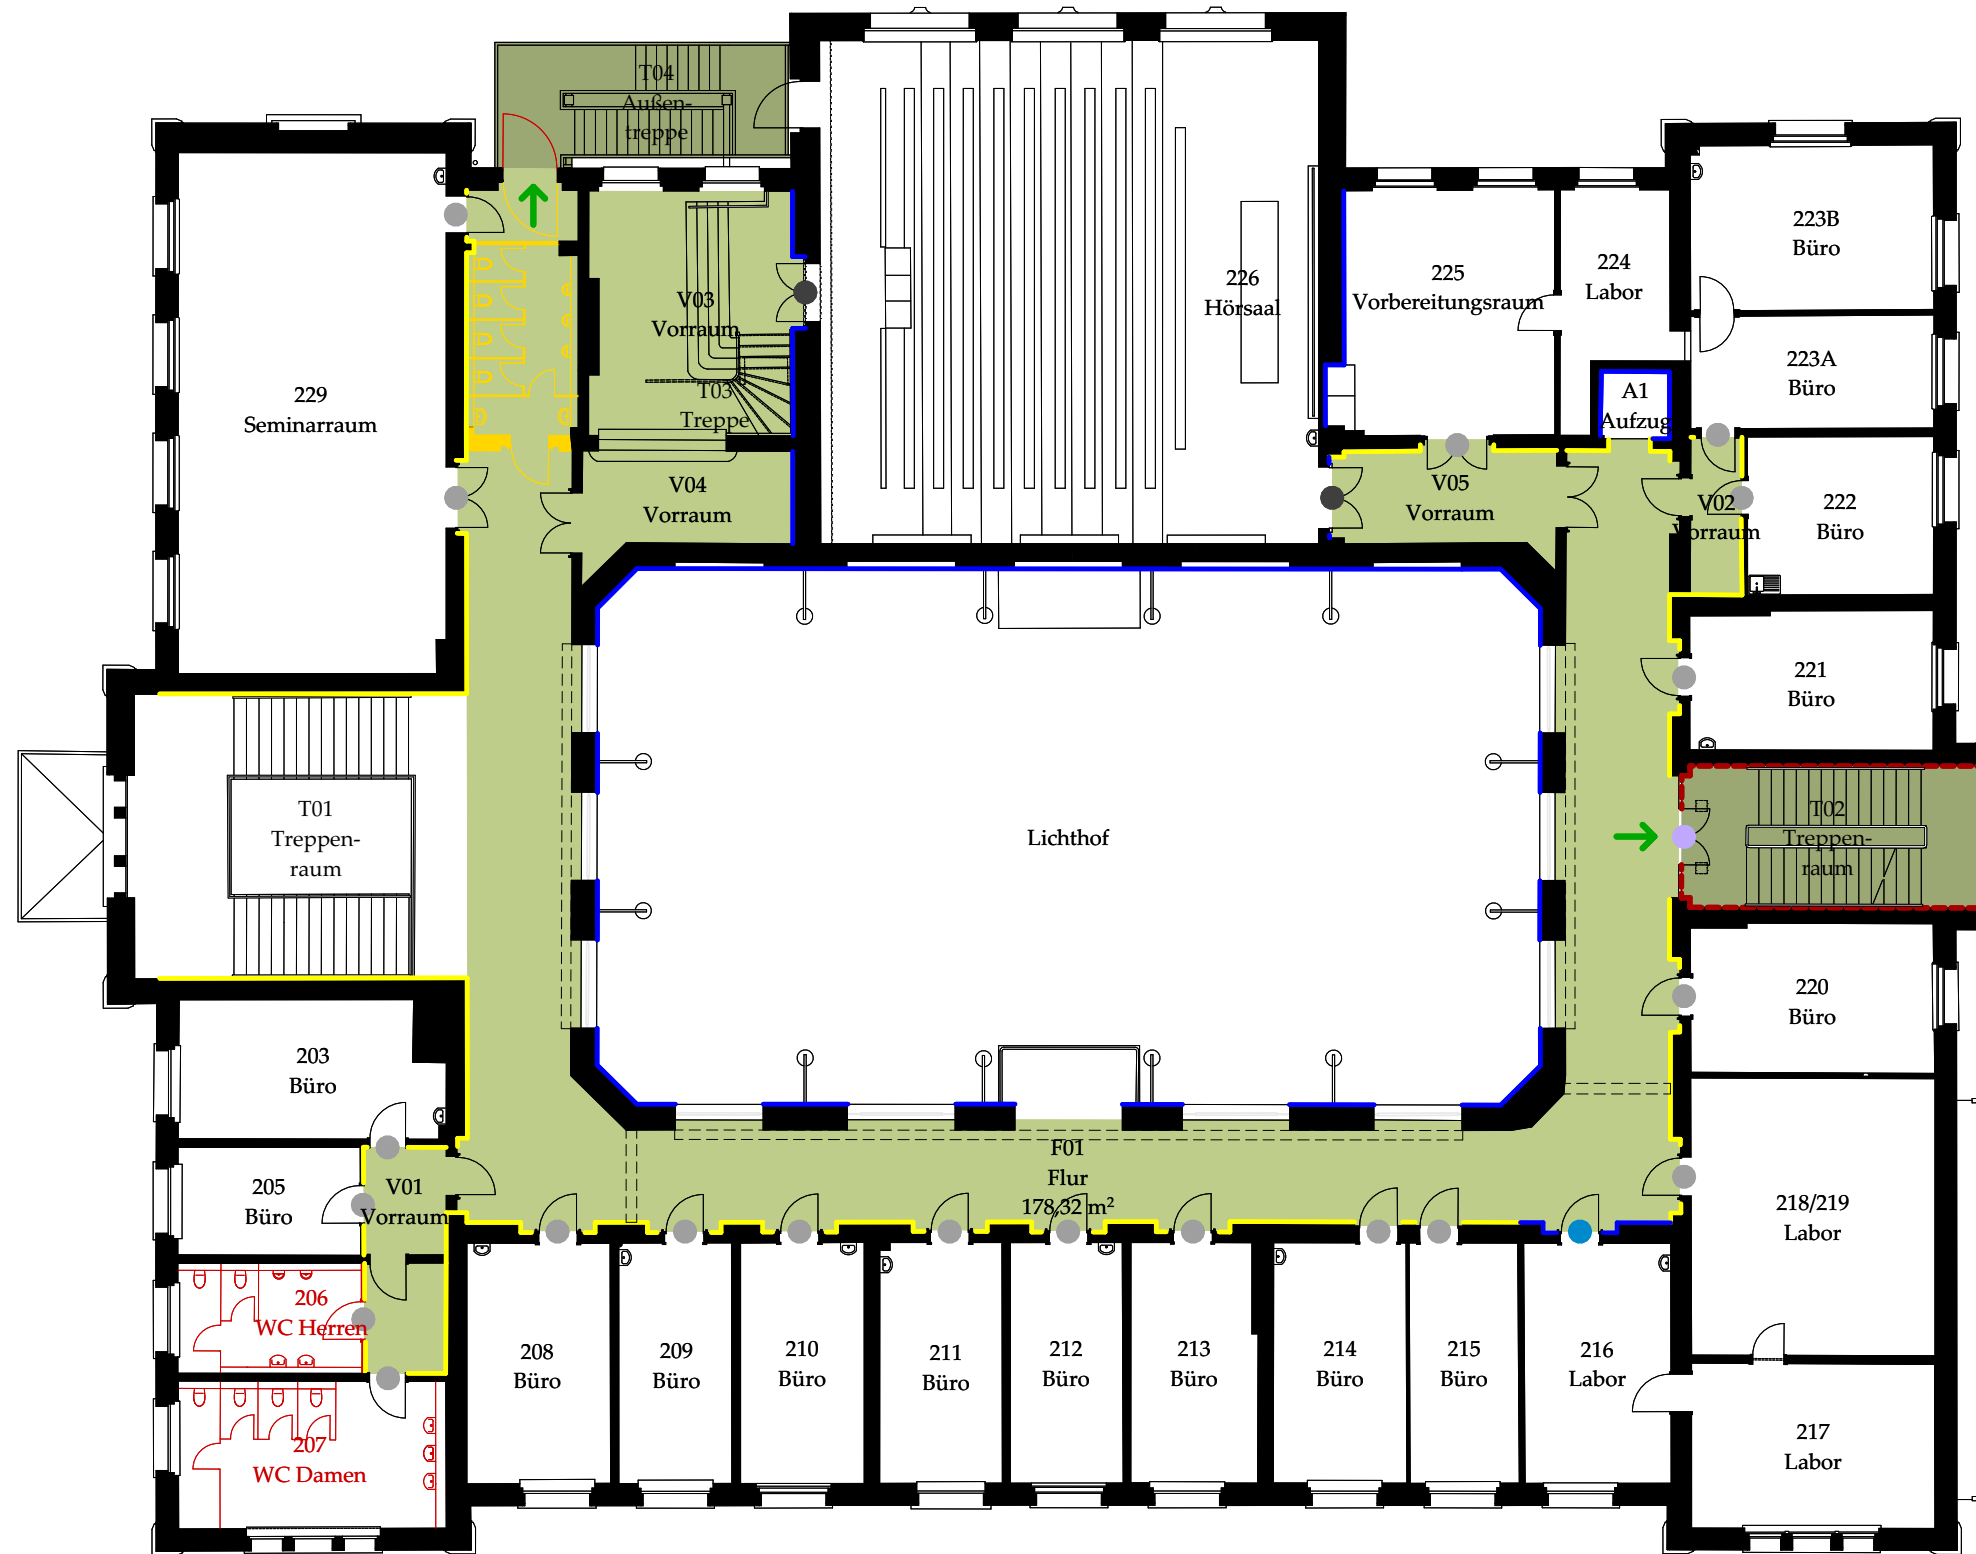 T04
Außen-
treppe
223B
Büro
224
Labor
225
Vorbereitungsraum
226
Hörsaal
V03
Vorraum
223A
Büro
229
Seminarraum
T03
Treppe
A1
Aufzug
V04
Vorraum
V05
Vorraum
V02
Vorraum
222
Büro
221
Büro
T01
Treppen-
raum
Lichthof
T02
Treppen-
raum
220
Büro
203
Büro
F01
Flur
178,32 m²
205
Büro
V01
Vorraum
218/219
Labor
206
WC Herren
208
Büro
209
Büro
210
Büro
211
Büro
212
Büro
213
Büro
214
Büro
215
Büro
216
Labor
207
WC Damen
217
Labor